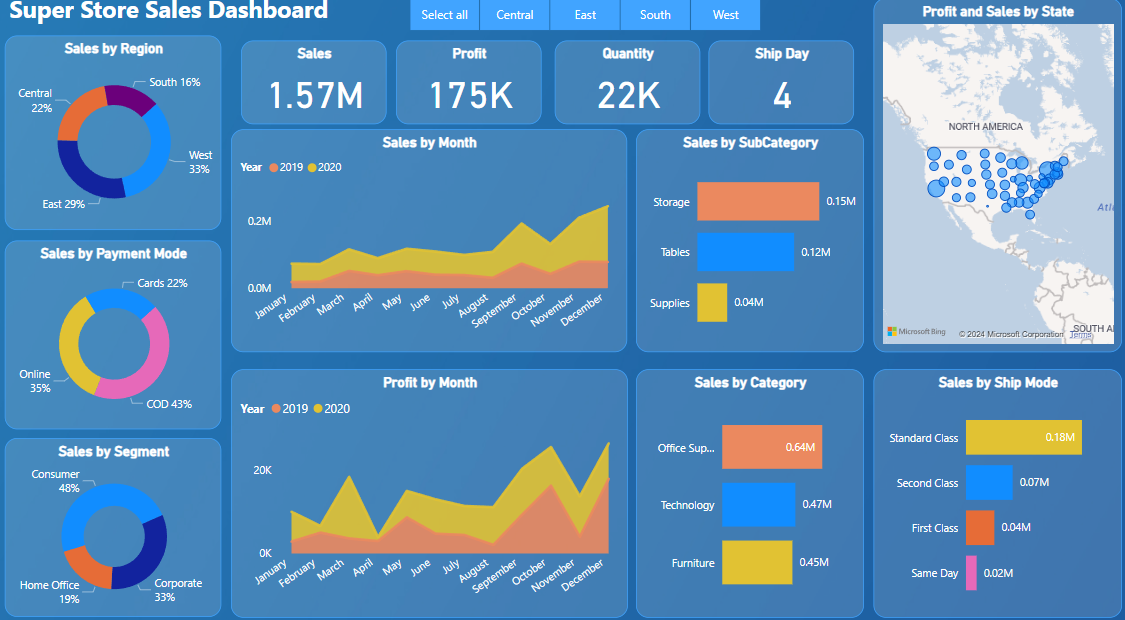 Super Store Sales Dashboard
Select all
Central
East
South
West
Sales by Region
South 16%
Central
22%
West
33%
East 29%
Sales
1.57M
Profit
175K
Quantity
22K
Ship Day
4
Profit and Sales by State
NORTH AMERICA
Atl
SOUTH A
Microsoft Bing
© 2024 Microsoft Corporation
Terms
Sales by Month
Year 2019 2020
0.2M
0.0M
January
February
March
April
May
June
July
August
September
October
November
December
Sales by SubCategory
Storage
0.15M
Tables
0.12M
Supplies
0.04M
Sales by Payment Mode
Cards 22%
Online
35%
COD 43%
Profit by Month
Year 2019 2020
20K
0K
January
February
March
April
May
June
July
August
September
October
November
December
Sales by Category
Office Sup...
0.64M
Technology
0.47M
Furniture
0.45M
Sales by Ship Mode
Standard Class
0.18M
Second Class
0.07M
First Class
0.04M
Same Day
0.02M
Sales by Segment
Consumer
48%
Home Office
19%
Corporate
33%